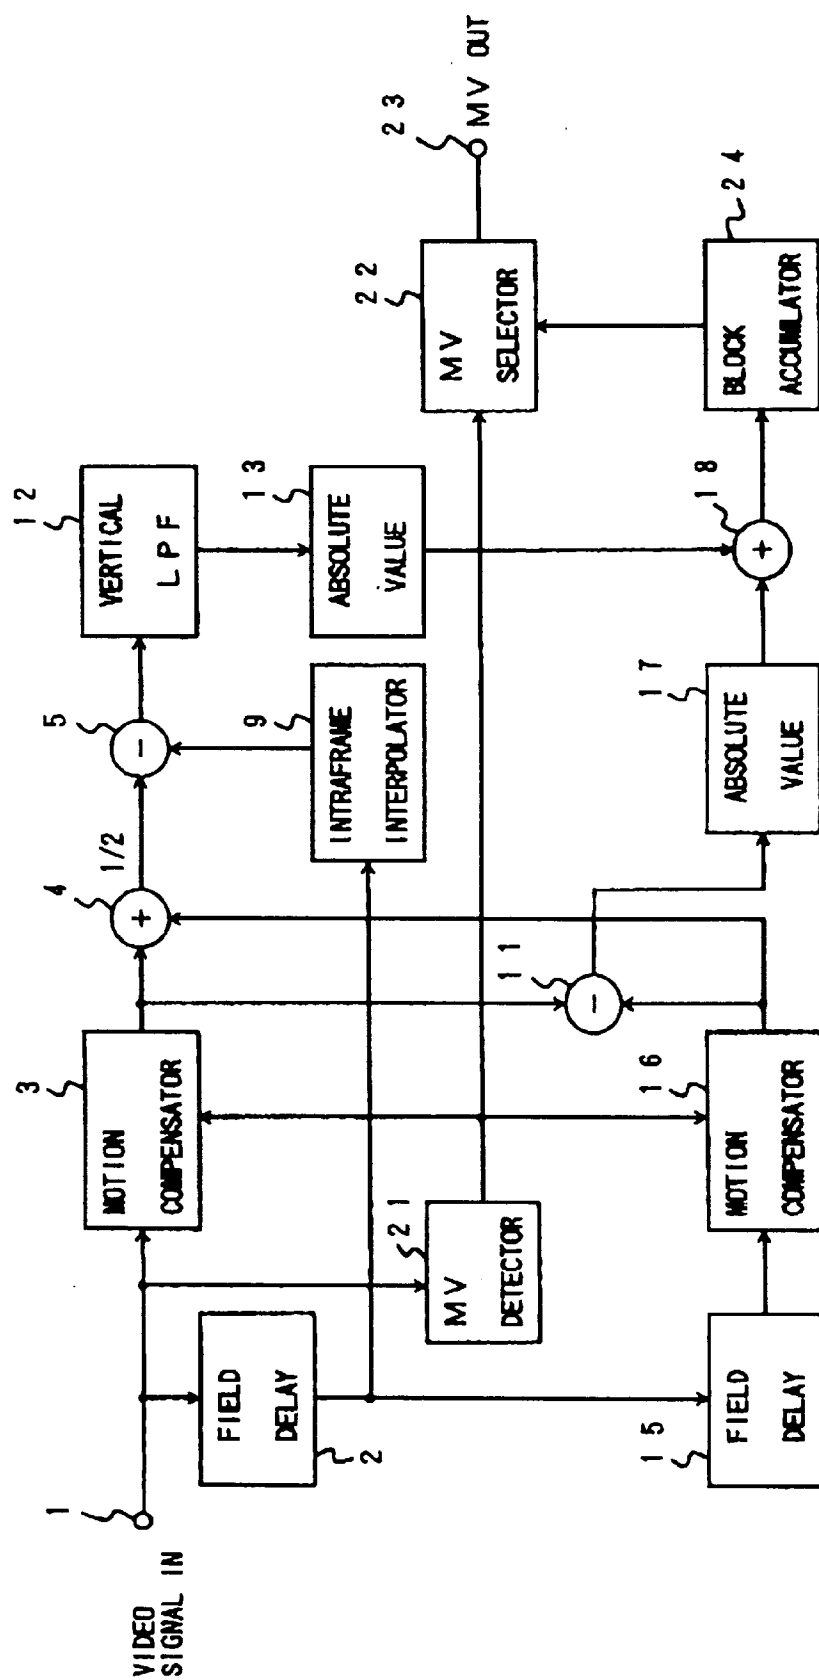 VIDEO
SIGNAL IN
1
FIELD
DELAY
2
MOTION
COMPENSATOR
3
4
1/2
5
VERTICAL
LPF
12
INTRAFRAME
INTERPOLATOR
9
ABSOLUTE
VALUE
13
MV
DETECTOR
21
MV
SELECTOR
22
23
MV OUT
11
FIELD
DELAY
15
MOTION
COMPENSATOR
16
ABSOLUTE
VALUE
17
18
BLOCK
ACCUMLATOR
24
+
-
-
+